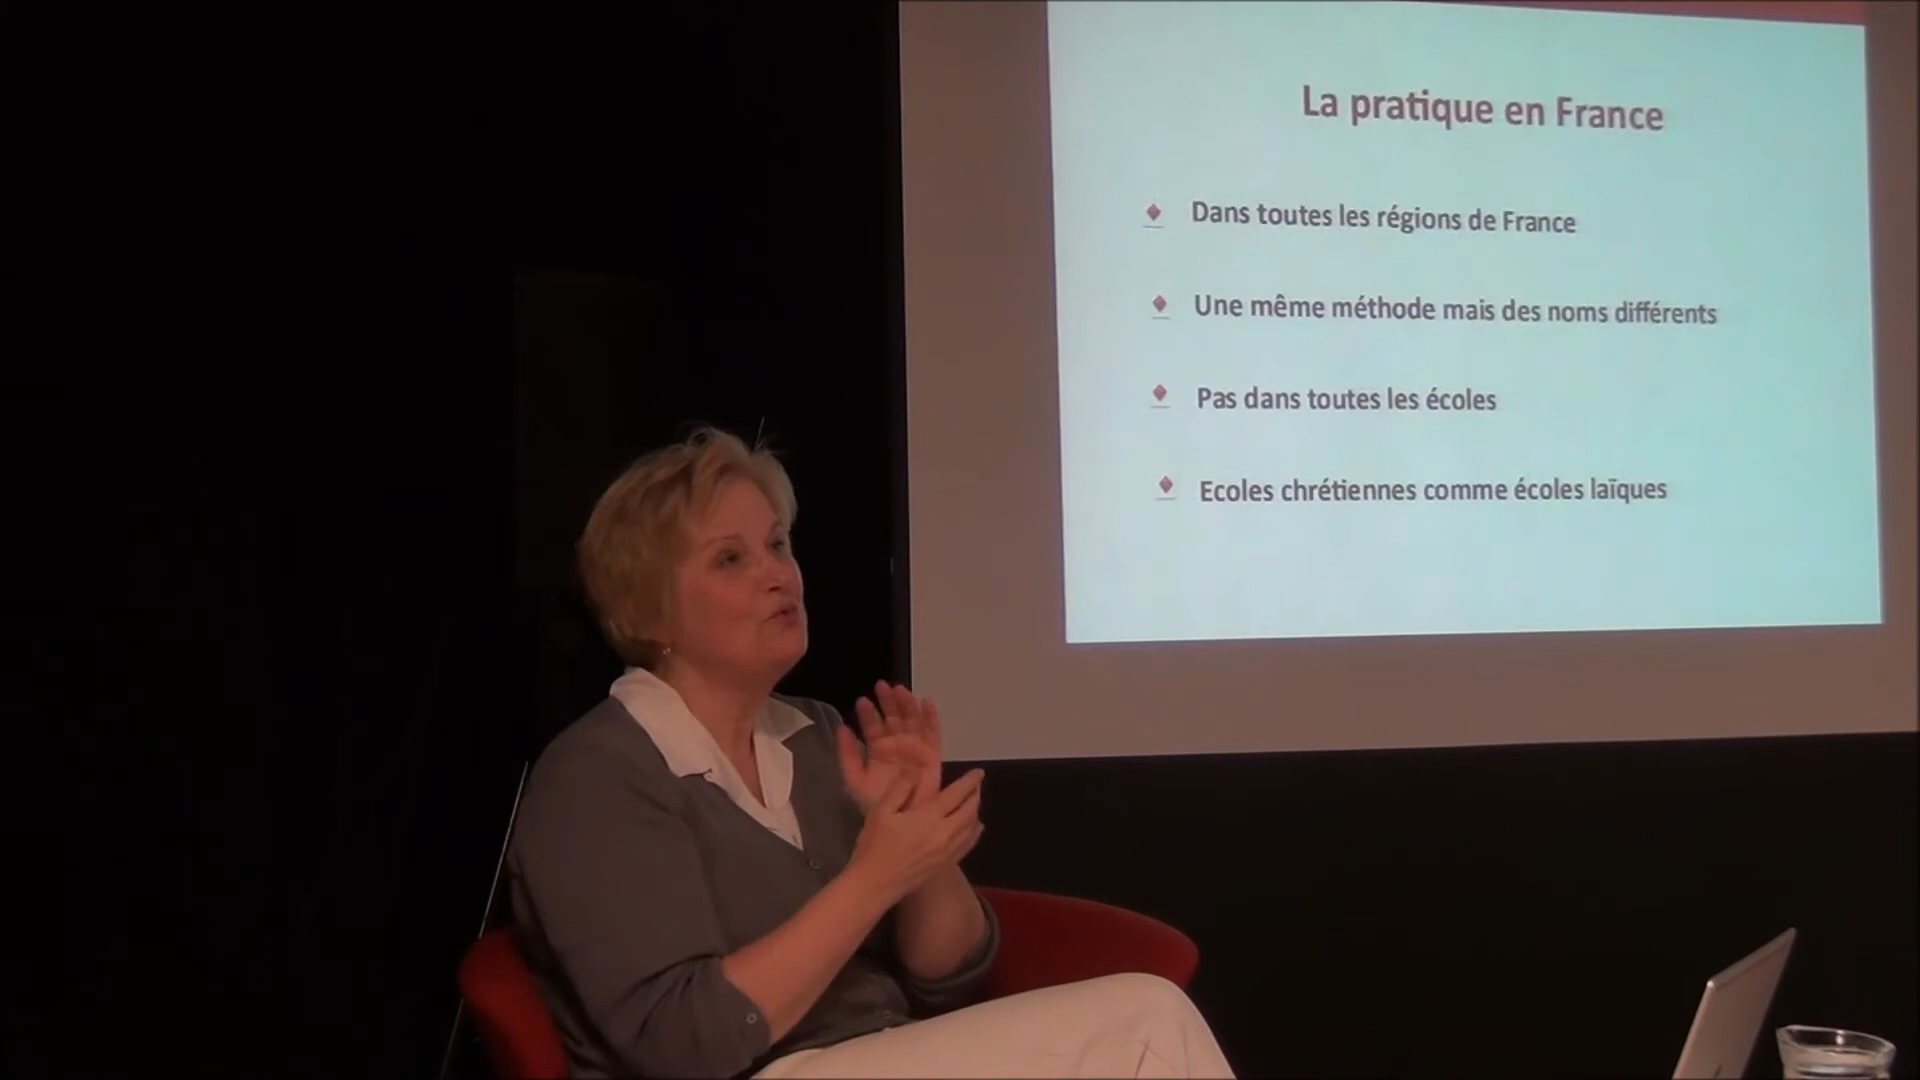 La pratique en France
Dans toutes les régions de France
Une même méthode mais des noms différents
Pas dans toutes les écoles
Ecoles chrétiennes comme écoles laïques